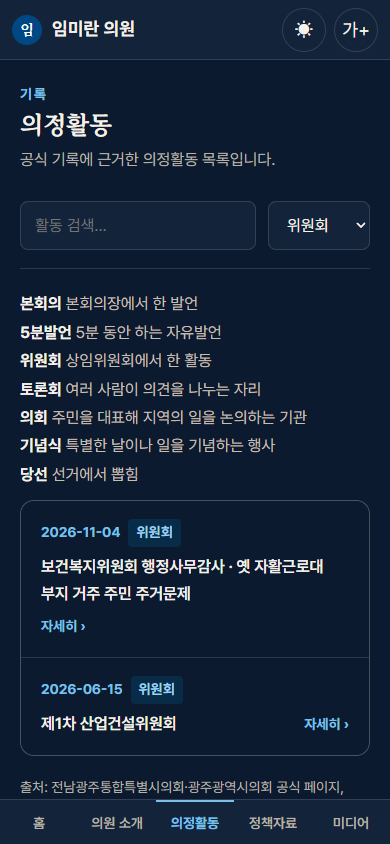 임 임미란 의원 가+
기록
의정활동
공식 기록에 근거한 의정활동 목록입니다.
활동 검색... 위원회
본회의 본회의장에서 한 발언
5분발언 5분 동안 하는 자유발언
위원회 상임위원회에서 한 활동
토론회 여러 사람이 의견을 나누는 자리
의회 주민을 대표해 지역의 일을 논의하는 기관
기념식 특별한 날이나 일을 기념하는 행사
당선 선거에서 뽑힘
2026-11-04 위원회
보건복지위원회 행정사무감사 · 옛 자활근로대
부지 거주 주민 주거문제
자세히 ›
2026-06-15 위원회
제1차 산업건설위원회 자세히 ›
출처: 전남광주통합특별시의회·광주광역시의회 공식 페이지,
홈 의원 소개 의정활동 정책자료 미디어